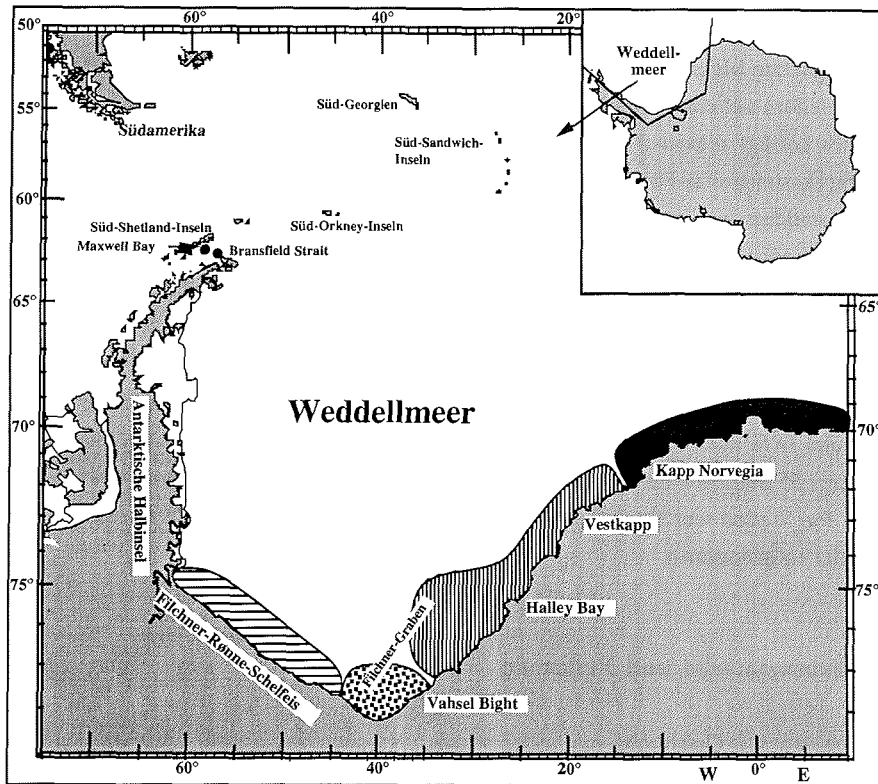 60°
40°
20°
50°
55°
60°
65°
70°
75°
Südamerika
Süd-Georgien
Süd-Sandwich-
Inseln
Süd-Shetland-Inseln
Süd-Orkney-Inseln
Maxwell Bay
Bransfield Strait
Weddell-
meer
65°
70°
75°
Weddellmeer
Antarktische Halbinsel
Kapp Norvegia
Vestkapp
Halley Bay
Filchner-Graben
Filchner-Rønne-Schelfeis
Vahsel Bight
60°
40°
20°
W
0°
E